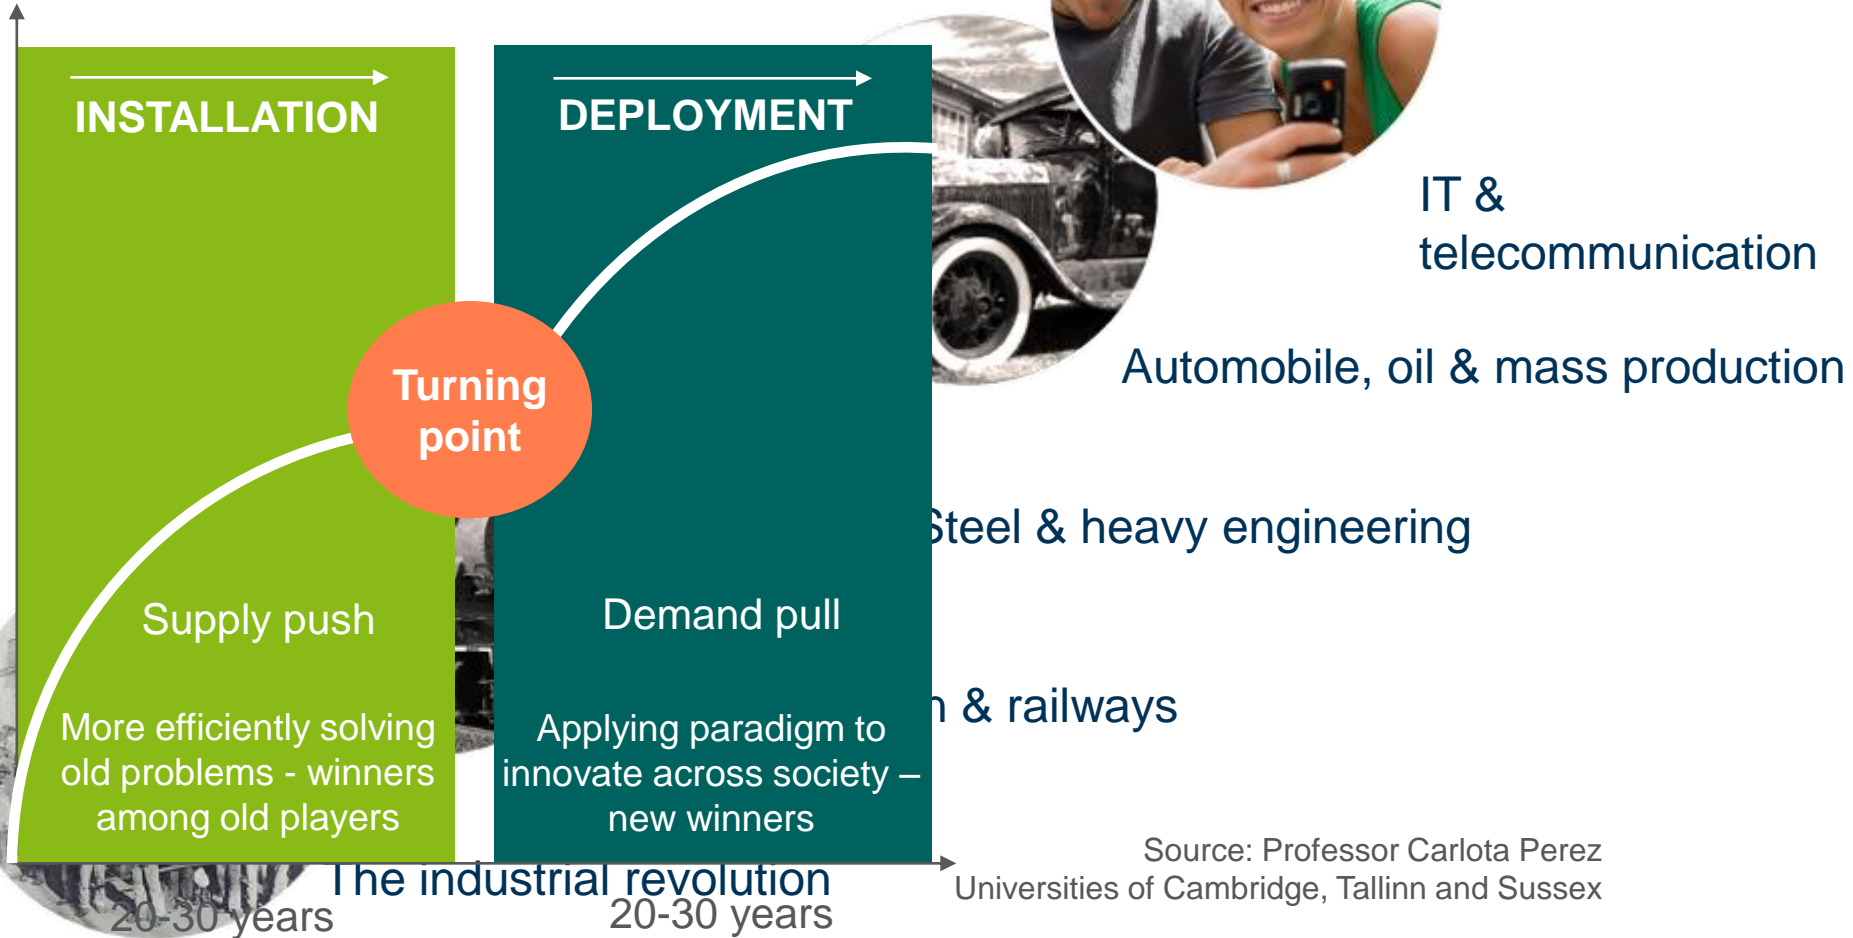 INSTALLATION
DEPLOYMENT
IT &
telecommunication
Turning
point
Automobile, oil & mass production
Steel & heavy engineering
Supply push
Demand pull
& railways
More efficiently solving
old problems - winners
among old players
Applying paradigm to
innovate across society –
new winners
The industrial revolution
20-30 years
20-30 years
Source: Professor Carlota Perez
Universities of Cambridge, Tallinn and Sussex